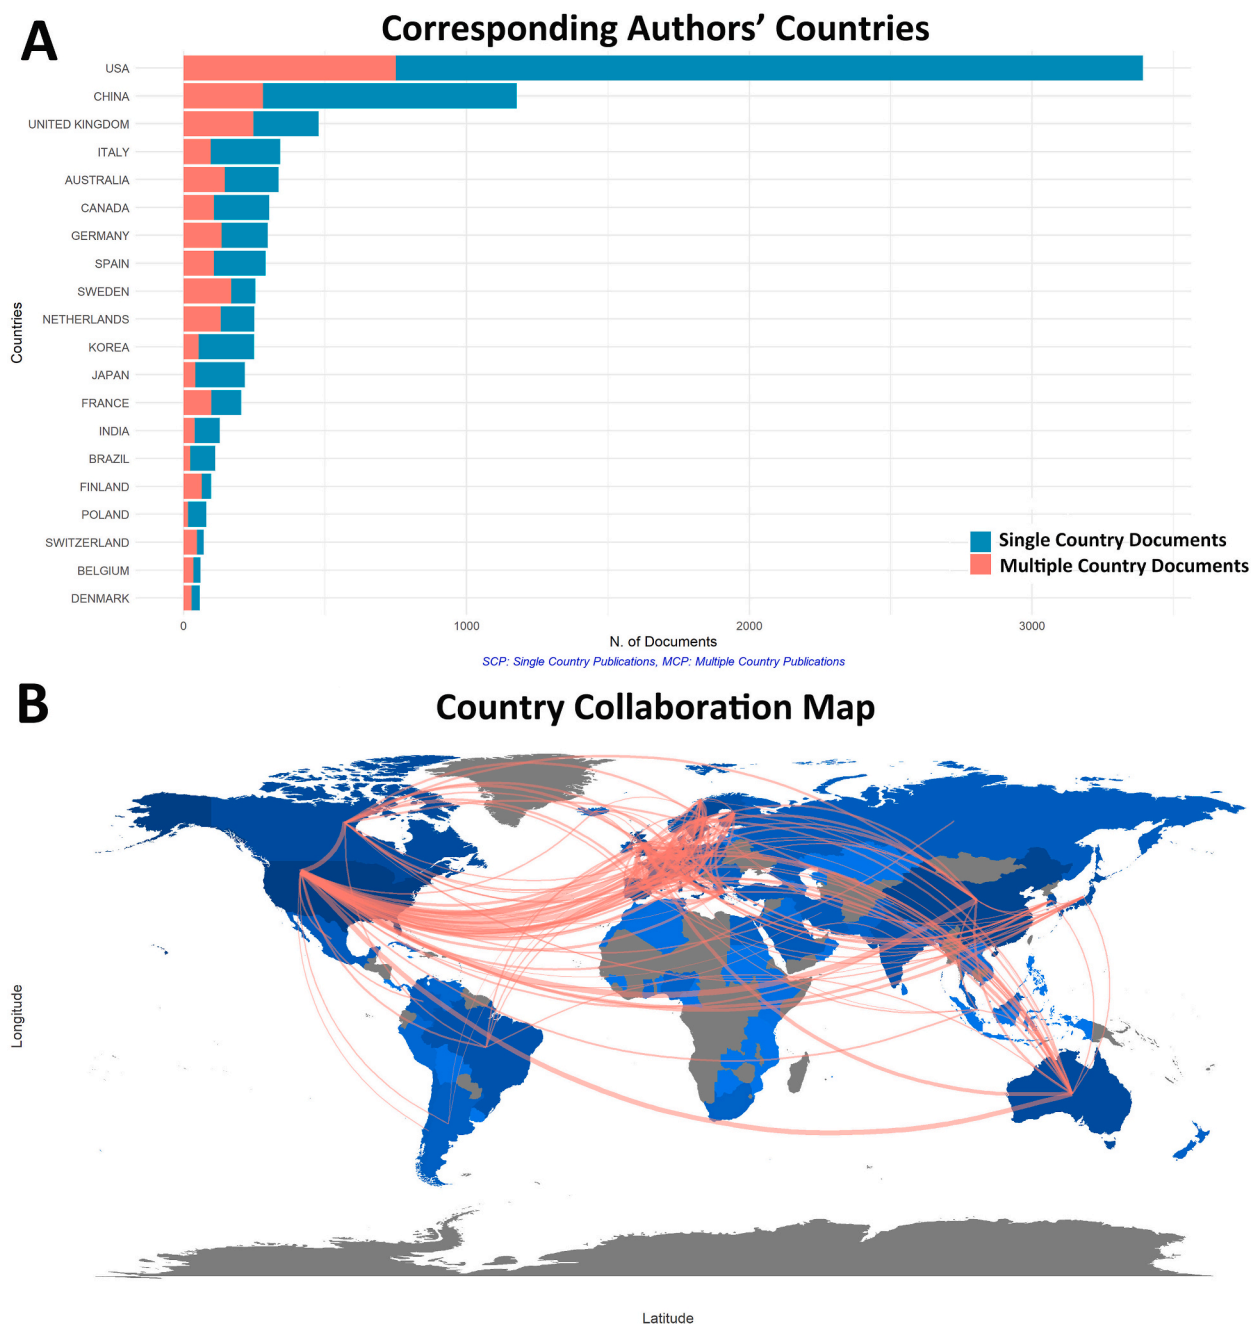 A
Corresponding Authors’ Countries
USA
CHINA
UNITED KINGDOM
ITALY
AUSTRALIA
CANADA
GERMANY
SPAIN
SWEDEN
NETHERLANDS
KOREA
JAPAN
FRANCE
INDIA
BRAZIL
FINLAND
POLAND
SWITZERLAND
BELGIUM
DENMARK
Countries
Single Country Documents
Multiple Country Documents
0 1000 2000 3000
N. of Documents
SCP: Single Country Publications, MCP: Multiple Country Publications
B
Country Collaboration Map
Longitude
Latitude